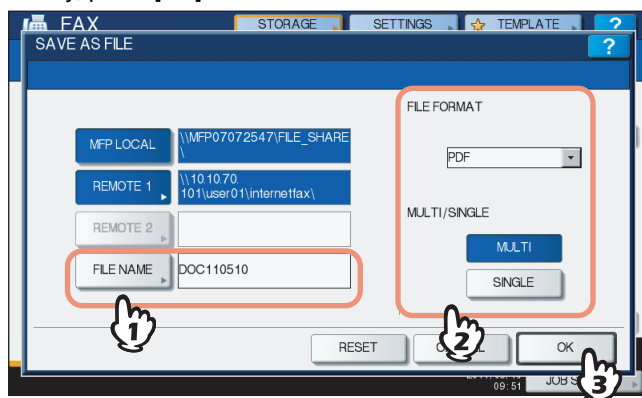 FAX STORAGE SETTINGS TEMPLATE ?
SAVE AS FILE ?
FILE FORMAT
MFP LOCAL \\MFP07072547\FILE_SHARE
\
PDF
REMOTE 1 \\10.10.70.
101\user01\internetfax\
MULTI/SINGLE
REMOTE 2
MULTI
FILE NAME DOC110510
SINGLE
1
2
RESET OK
3
09:51 JOB S